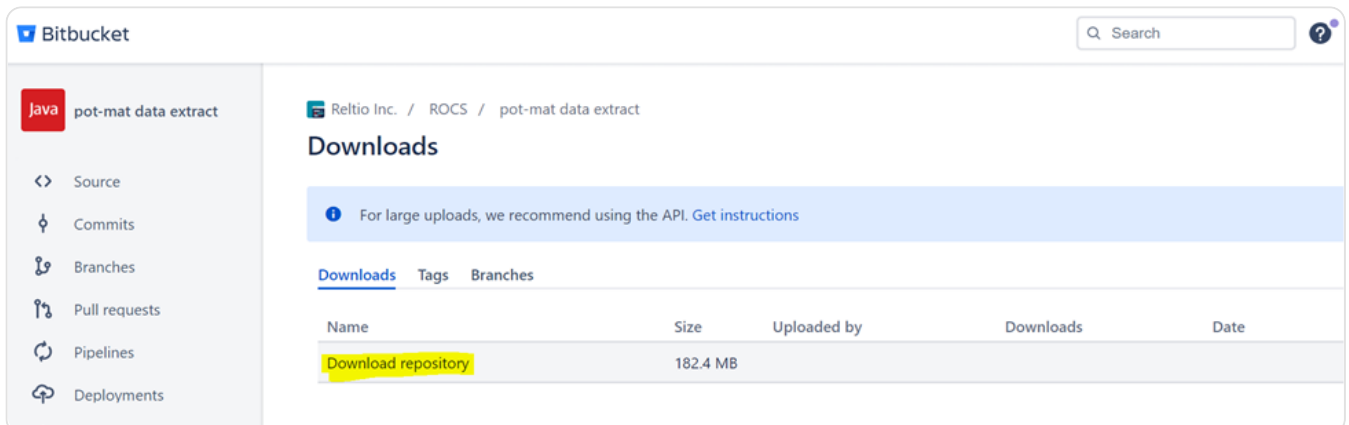 Bitbucket
Search
?
Java
pot-mat data extract
Reltio Inc. / ROCS / pot-mat data extract
Downloads
Source
Commits
Branches
Pull requests
Pipelines
Deployments
For large uploads, we recommend using the API. Get instructions
Downloads Tags Branches
Name Size Uploaded by Downloads Date
Download repository 182.4 MB